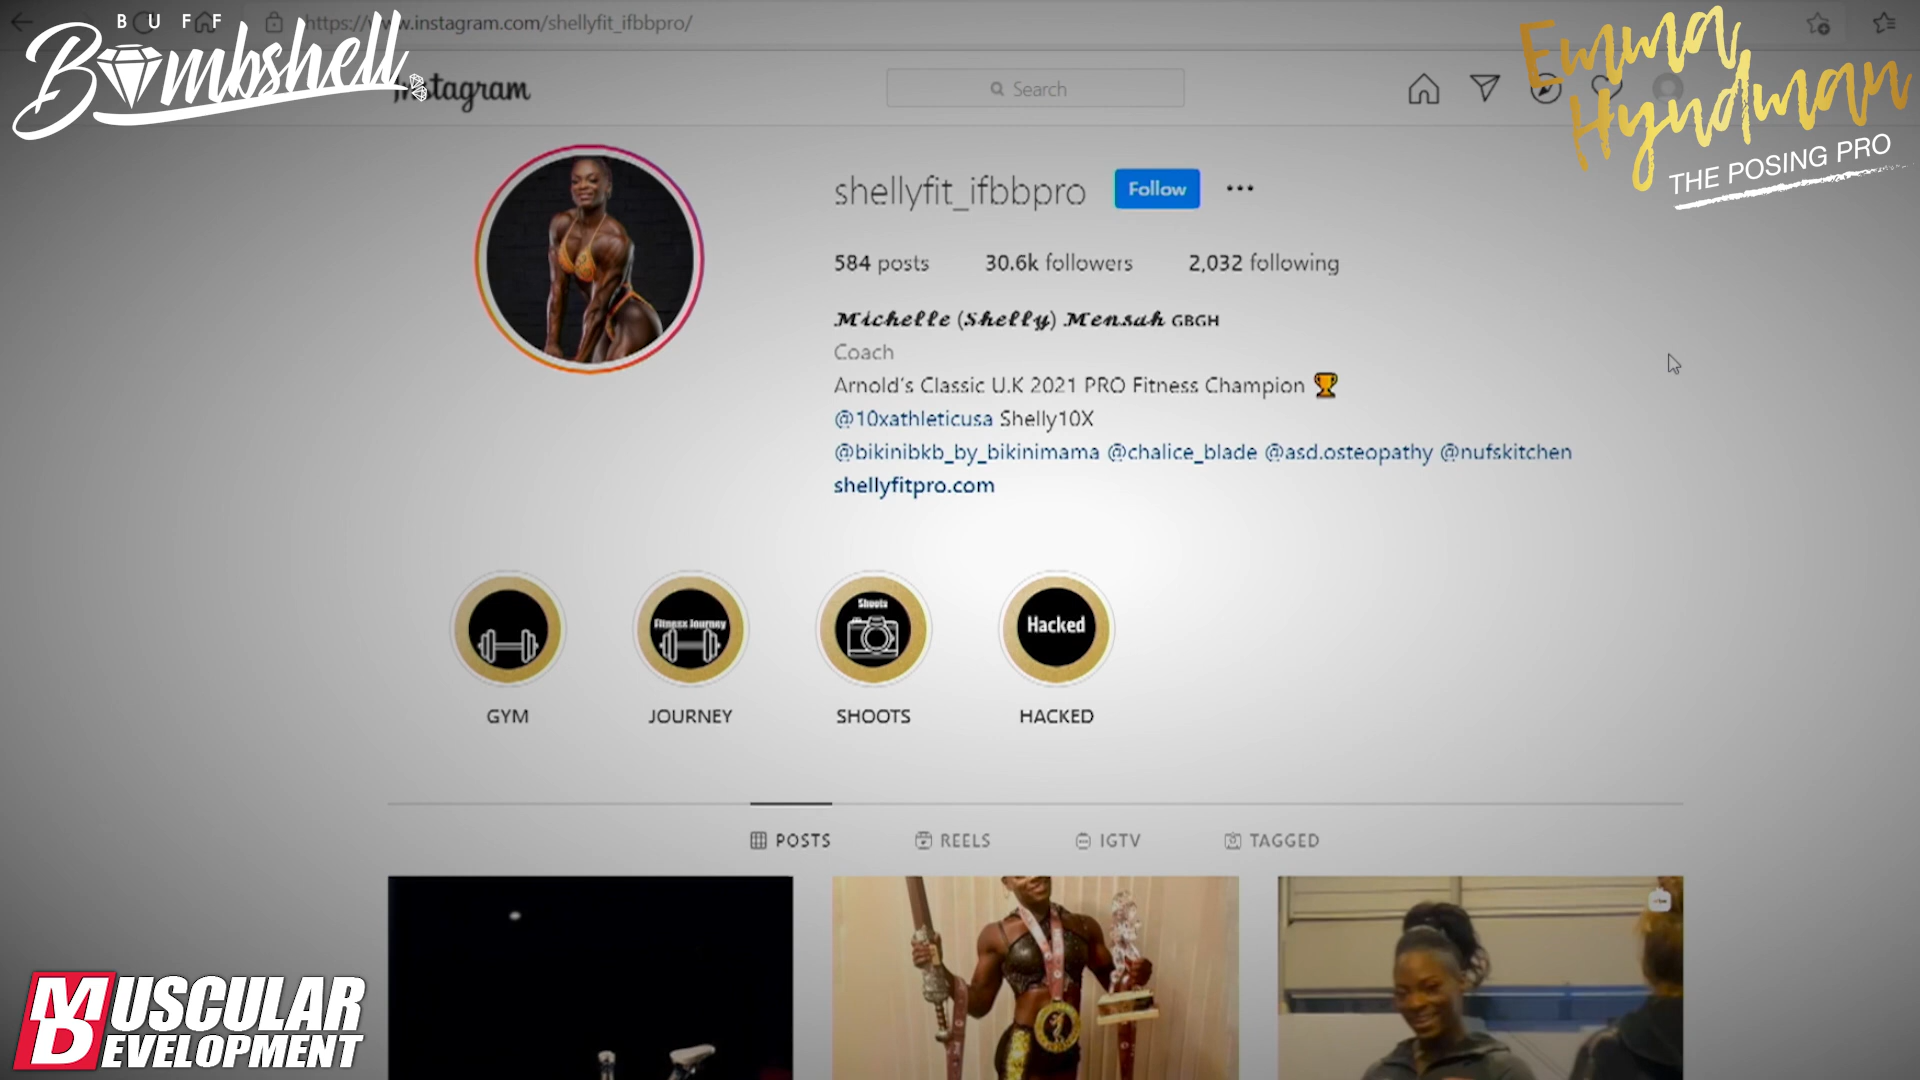 BUFF
Bombshell
https://www.instagram.com/shellyfit_ifbbpro/
Emma
Hyndman
THE POSING PRO
Instagram
Search
shellyfit_ifbbpro
Follow
584 posts 30.6k followers 2,032 following
Michelle (Shelly) Mensah GBGH
Coach
Arnold's Classic U.K 2021 PRO Fitness Champion 🏆
@10xathleticusa Shelly10X
@bikinibkb_by_bikinimama @chalice_blade @asd.osteopathy @nufskitchen
shellyfitpro.com
Fitness Journey
Shoots
Hacked
GYM JOURNEY SHOOTS HACKED
POSTS REELS IGTV TAGGED
MUSCULAR
DEVELOPMENT